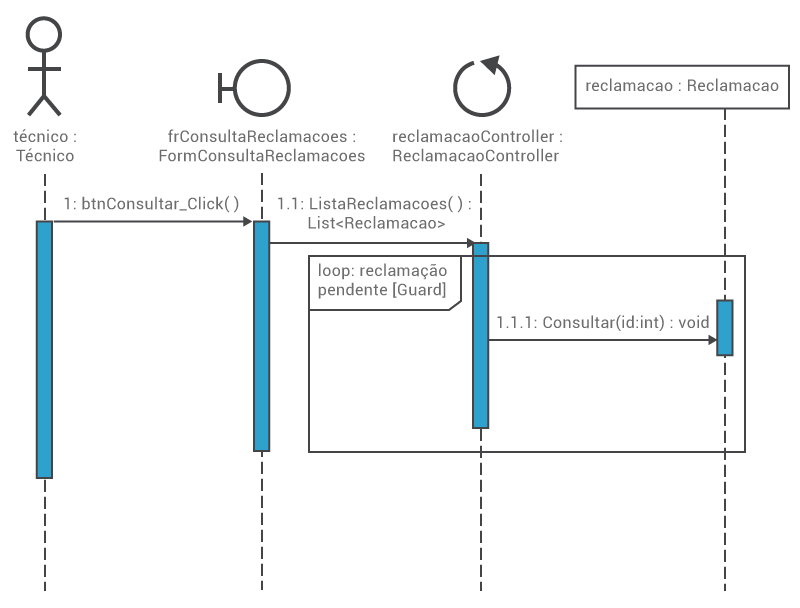 reclamacao : Reclamacao
técnico :
Técnico
frConsultaReclamacoes :
FormConsultaReclamacoes
reclamacaoController :
ReclamacaoController
1: btnConsultar_Click( )
1.1: ListaReclamacoes( ) :
List<Reclamacao>
loop: reclamação
pendente [Guard]
1.1.1: Consultar(id:int) : void